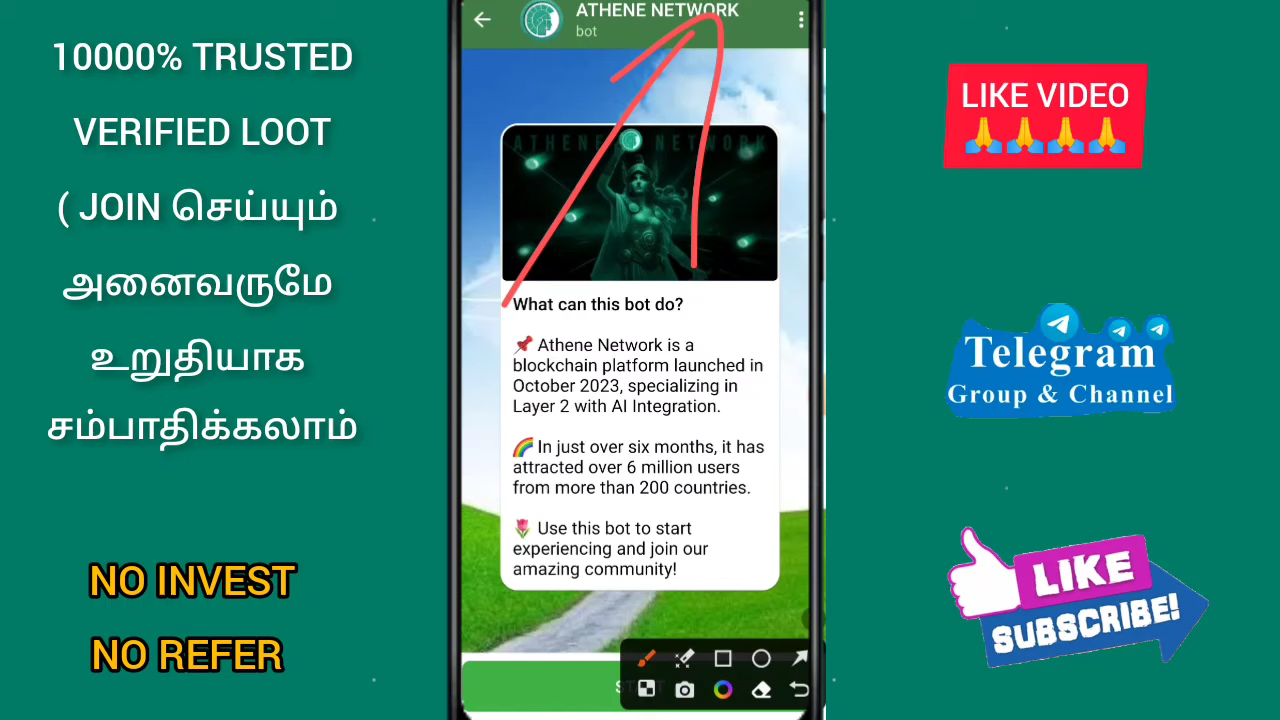 10000% TRUSTED
VERIFIED LOOT
( JOIN செய்யும்
அனைவருமே
உறுதியாக
சம்பாதிக்கலாம்
NO INVEST
NO REFER
ATHENE NETWORK
bot
ATHENE NETWORK
What can this bot do?
📌 Athene Network is a
blockchain platform launched in
October 2023, specializing in
Layer 2 with AI Integration.
🌈 In just over six months, it has
attracted over 6 million users
from more than 200 countries.
🌷 Use this bot to start
experiencing and join our
amazing community!
LIKE VIDEO
🙏🙏🙏🙏
Telegram
Group & Channel
LIKE
SUBSCRIBE!